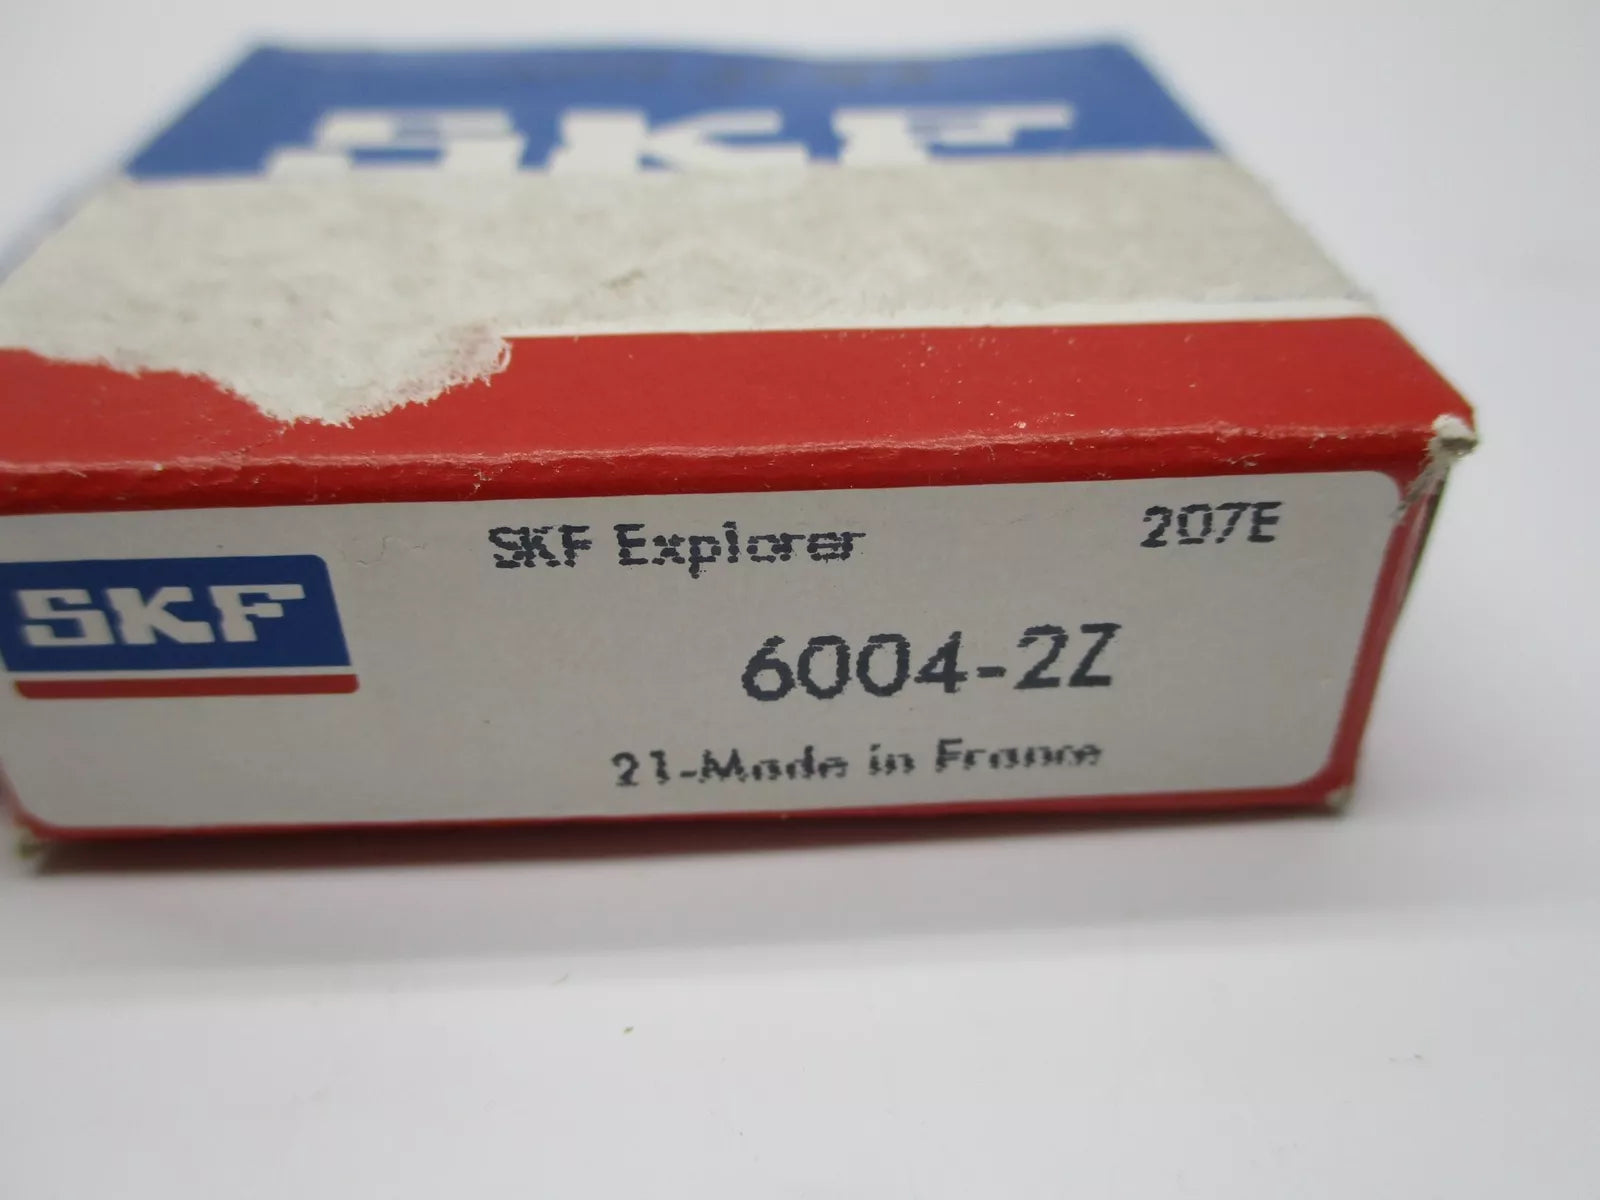 SKF
SKF Explorer 207E
SKF
6004-2Z
21-Made in France